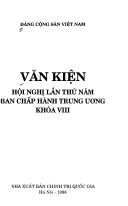 ĐẢNG CỘNG SẢN VIỆT NAM
VĂN KIỆN
HỘI NGHỊ LẦN THỨ NĂM
BAN CHẤP HÀNH TRUNG ƯƠNG
KHÓA VIII
NHÀ XUẤT BẢN CHÍNH TRỊ QUỐC GIA
Hà Nội - 1998